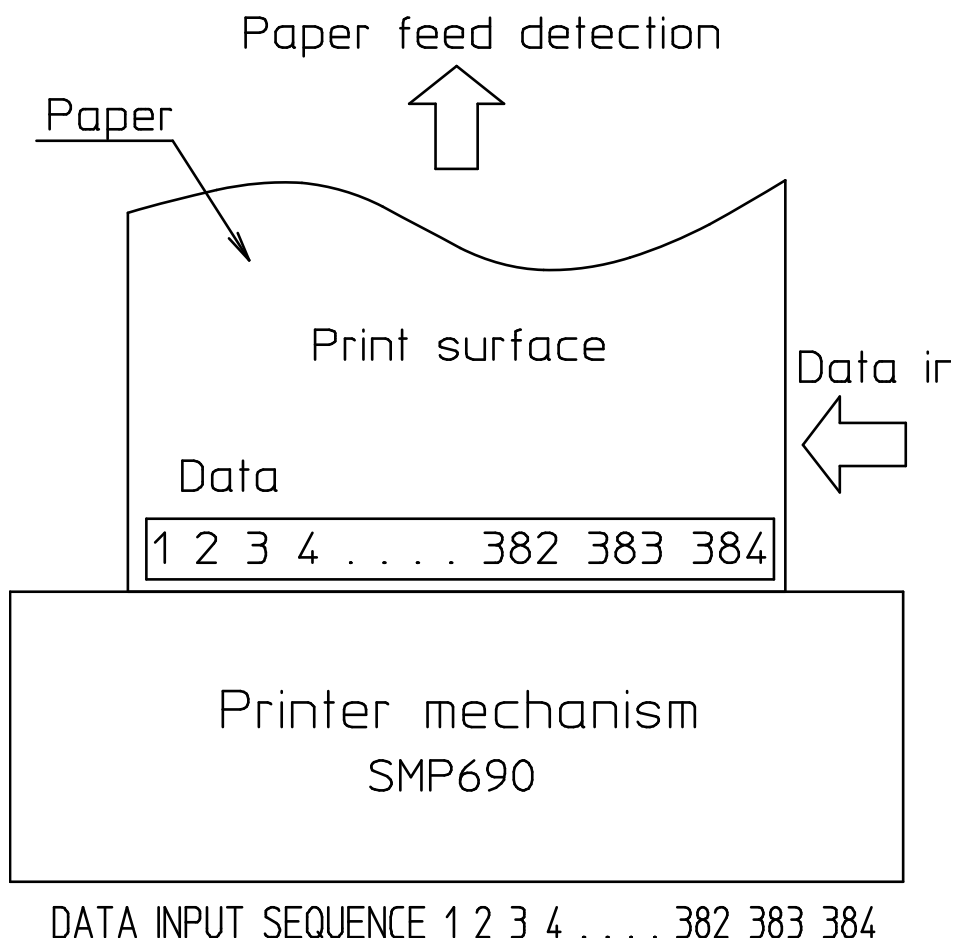 Paper feed detection
Paper
Print surface
Data
Data
1 2 3 4 . . . . 382 383 384
Printer mechanism
SMP690
DATA INPUT SEQUENCE 1 2 3 4 . . . . 382 383 384